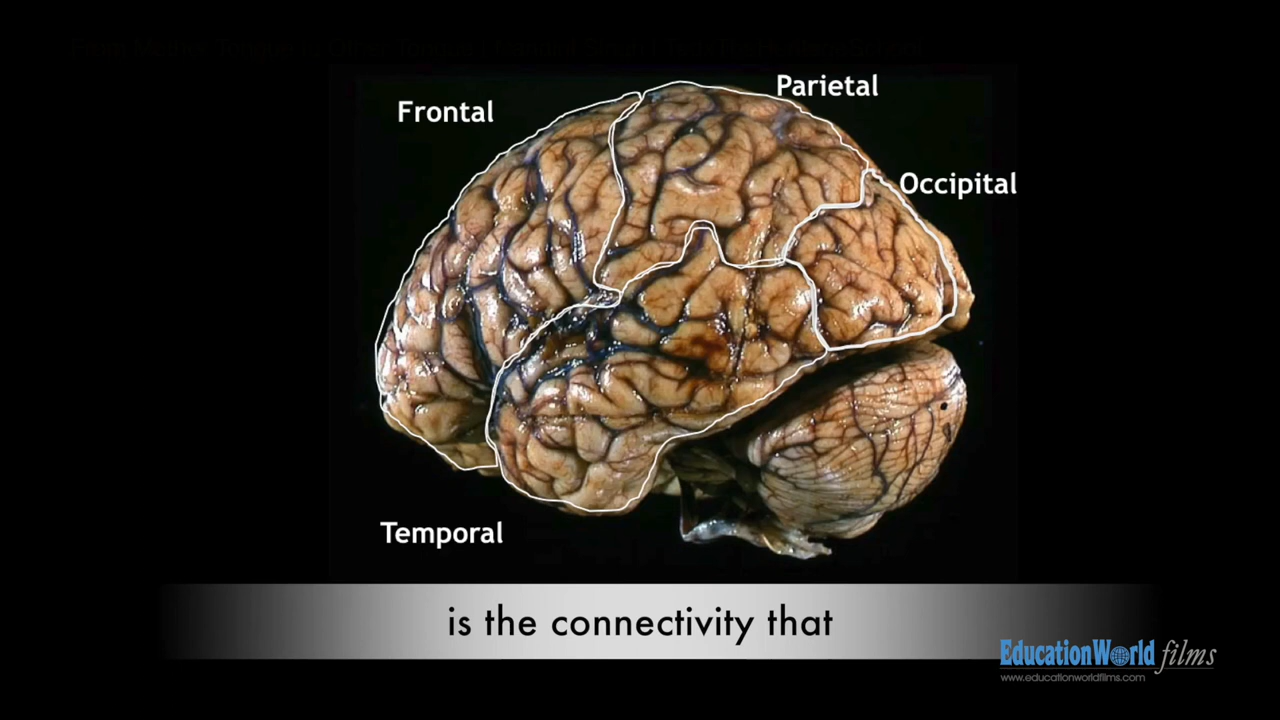 Parietal
Frontal
Occipital
Temporal
is the connectivity that
EducationWorld films
www.educationworldfilms.com